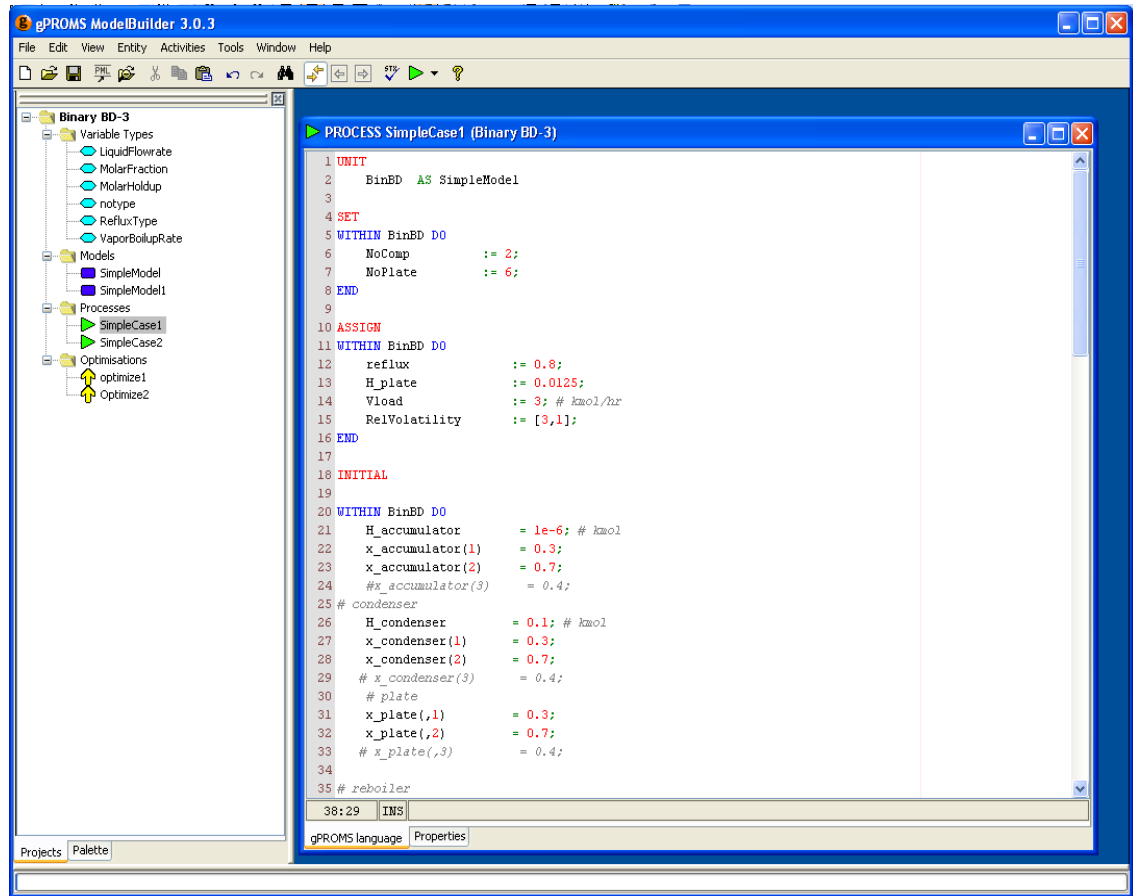 gPROMS ModelBuilder 3.0.3
File Edit View Entity Activities Tools Window Help
Binary BD-3
Variable Types
LiquidFlowrate
MolarFraction
MolarHoldup
notype
RefluxType
VaporBoilupRate
Models
SimpleModel
SimpleModel1
Processes
SimpleCase1
SimpleCase2
Optimisations
optimize1
Optimize2
Projects Palette
PROCESS SimpleCase1 (Binary BD-3)
1 UNIT
2 BinBD AS SimpleModel
3
4 SET
5 WITHIN BinBD DO
6 NoComp := 2;
7 NoPlate := 6;
8 END
9
10 ASSIGN
11 WITHIN BinBD DO
12 reflux := 0.8;
13 H_plate := 0.0125;
14 Vload := 3; # kmol/hr
15 RelVolatility := [3,1];
16 END
17
18 INITIAL
19
20 WITHIN BinBD DO
21 H_accumulator = 1e-6; # kmol
22 x_accumulator(1) = 0.3;
23 x_accumulator(2) = 0.7;
24 #x_accumulator(3) = 0.4;
25 # condenser
26 H_condenser = 0.1; # kmol
27 x_condenser(1) = 0.3;
28 x_condenser(2) = 0.7;
29 # x_condenser(3) = 0.4;
30 # plate
31 x_plate(,1) = 0.3;
32 x_plate(,2) = 0.7;
33 # x_plate(,3) = 0.4;
34
35 # reboiler
38:29 INS
gPROMS language Properties